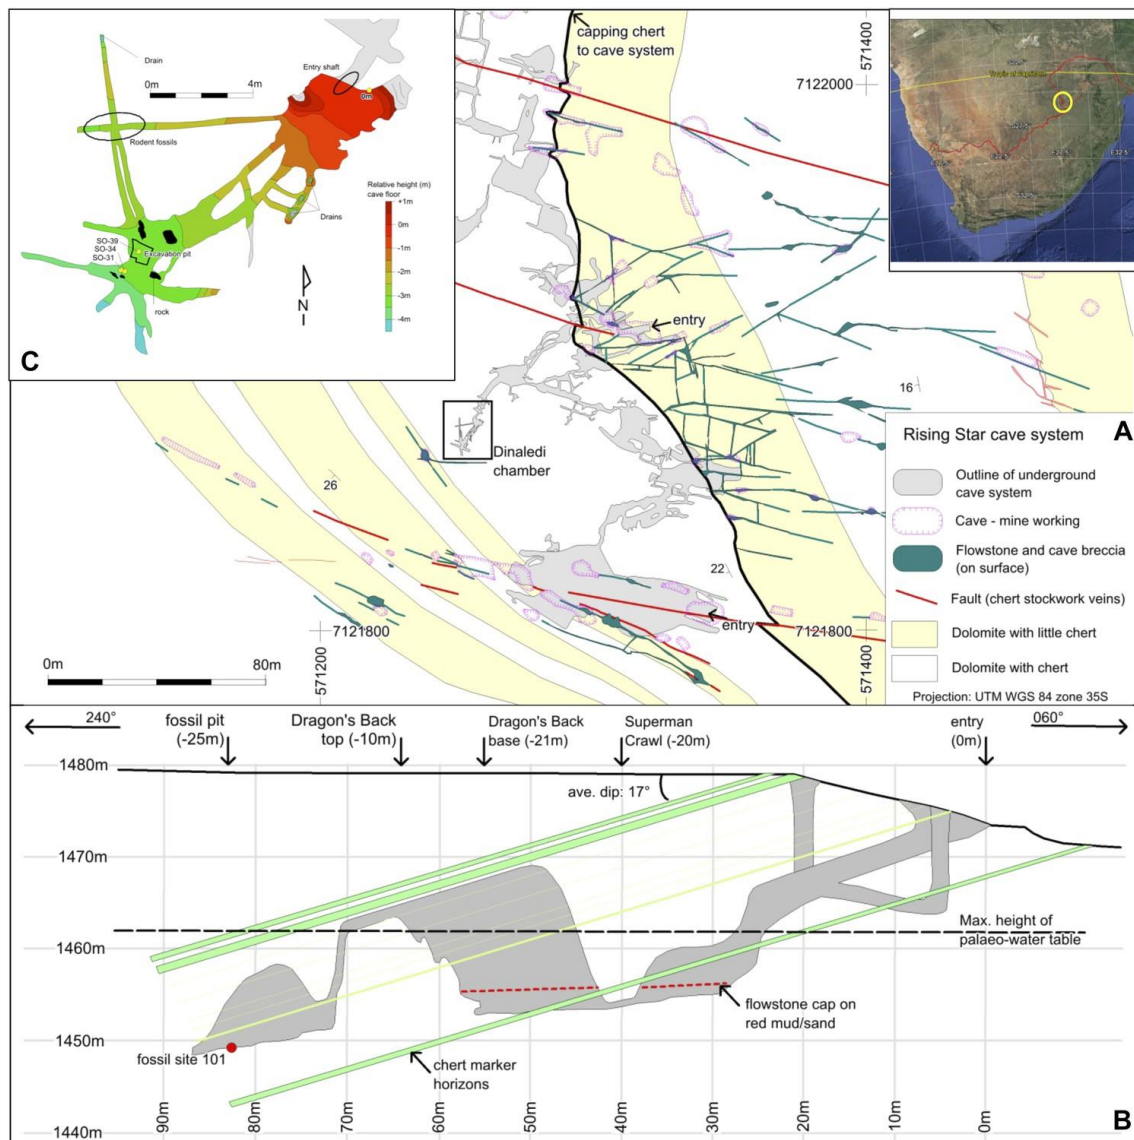 Drain
0m
4m
Entry shaft
0m
Rodent fossils
Relative height (m)
cave floor
+1m
0m
-1m
-2m
-3m
-4m
Drains
SO-39
SO-34
SO-31
Excavation pit
rock
N
C
capping chert
to cave system
571400
7122000
Tropic of Capricorn
E22.5°
E32.5°
entry
16
Dinaledi
chamber
26
22
entry
7121800
7121800
571200
571400
0m
80m
A
Rising Star cave system
Outline of underground
cave system
Cave - mine working
Flowstone and cave breccia
(on surface)
Fault (chert stockwork veins)
Dolomite with little chert
Dolomite with chert
Projection: UTM WGS 84 zone 35S
240°
fossil pit
(-25m)
Dragon's Back
top (-10m)
Dragon's Back
base (-21m)
Superman
Crawl (-20m)
entry
(0m)
060°
1480m
1470m
1460m
1450m
1440m
ave. dip: 17°
Max. height of
palaeo-water table
flowstone cap on
red mud/sand
fossil site 101
chert marker
horizons
90m
80m
70m
60m
50m
40m
30m
20m
10m
0m
B